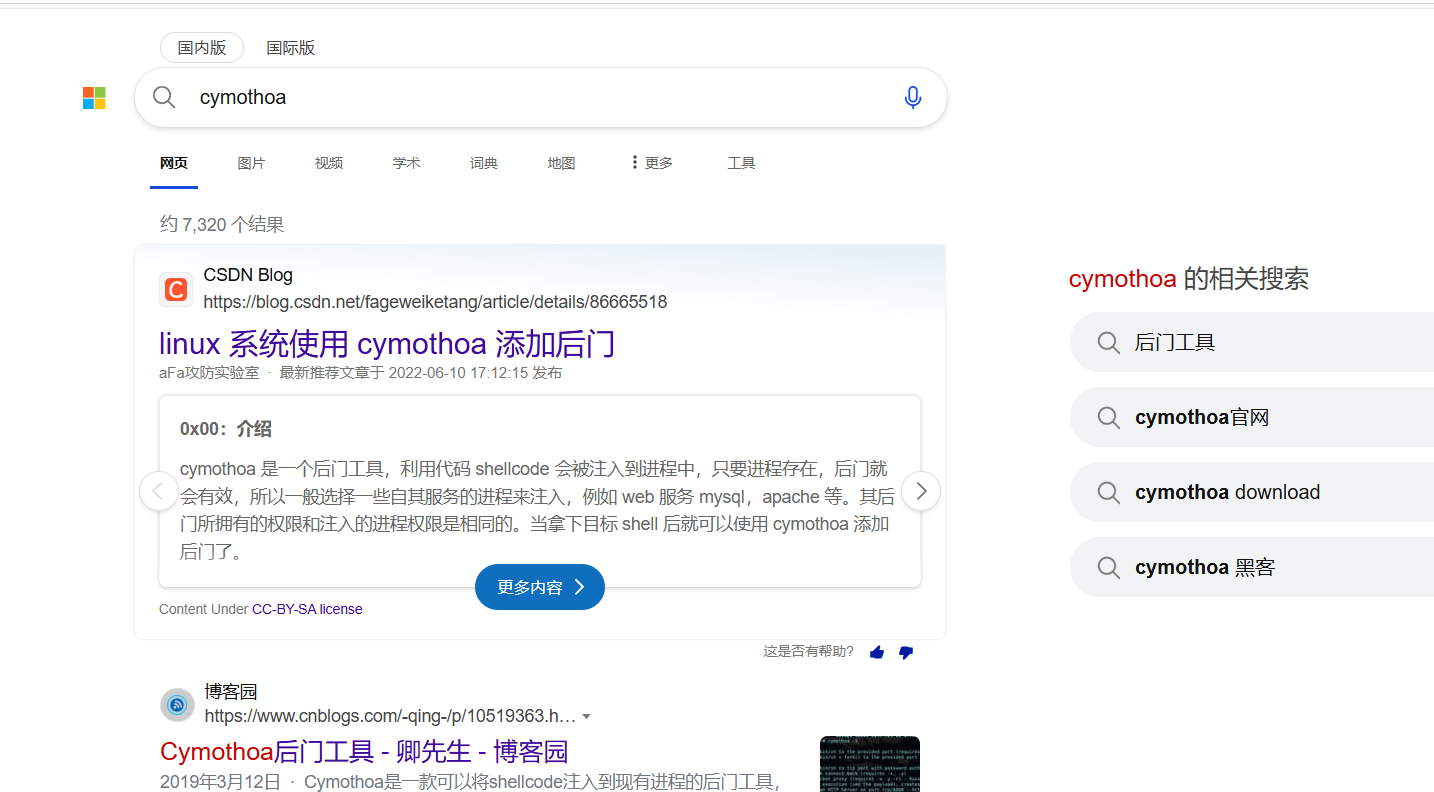 国内版 国际版
cymothoa
网页 图片 视频 学术 词典 地图 更多 工具
约 7,320 个结果
CSDN Blog
https://blog.csdn.net/fageweiketang/article/details/86665518
linux 系统使用 cymothoa 添加后门
aFa攻防实验室 · 最新推荐文章于 2022-06-10 17:12:15 发布
0x00：介绍
cymothoa 是一个后门工具，利用代码 shellcode 会被注入到进程中，只要进程存在，后门就
会有效，所以一般选择一些自其服务的进程来注入，例如 web 服务 mysql，apache 等。其后
门所拥有的权限和注入的进程权限是相同的。当拿下目标 shell 后就可以使用 cymothoa 添加
后门了。
更多内容
Content Under CC-BY-SA license
这是否有帮助?
博客园
https://www.cnblogs.com/-qing-/p/10519363.h…
Cymothoa后门工具 - 卿先生 - 博客园
2019年3月12日 · Cymothoa是一款可以将shellcode注入到现有进程的后门工具，
cymothoa 的相关搜索
后门工具
cymothoa官网
cymothoa download
cymothoa 黑客